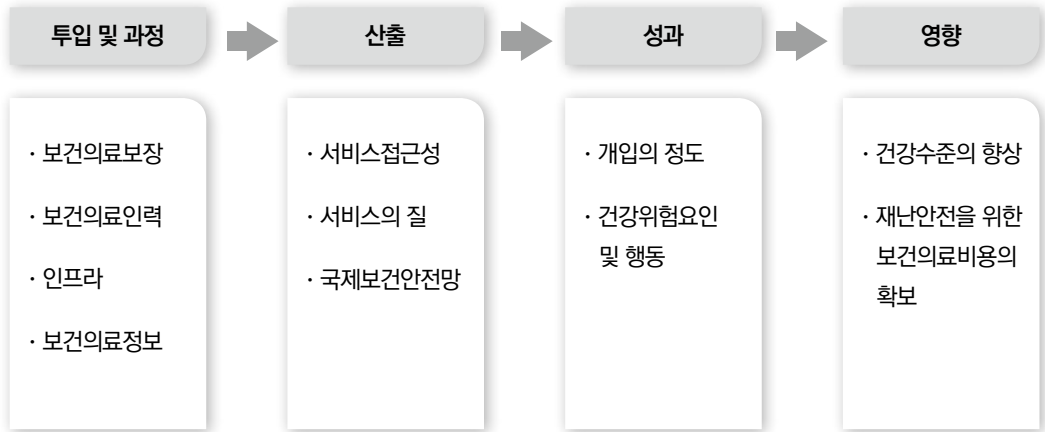 투입 및 과정
산출
성과
영향
· 보건의료보장
· 보건의료인력
· 인프라
· 보건의료정보
· 서비스접근성
· 서비스의 질
· 국제보건안전망
· 개입의 정도
· 건강위험요인
및 행동
· 건강수준의 향상
· 재난안전을 위한
보건의료비용의
확보